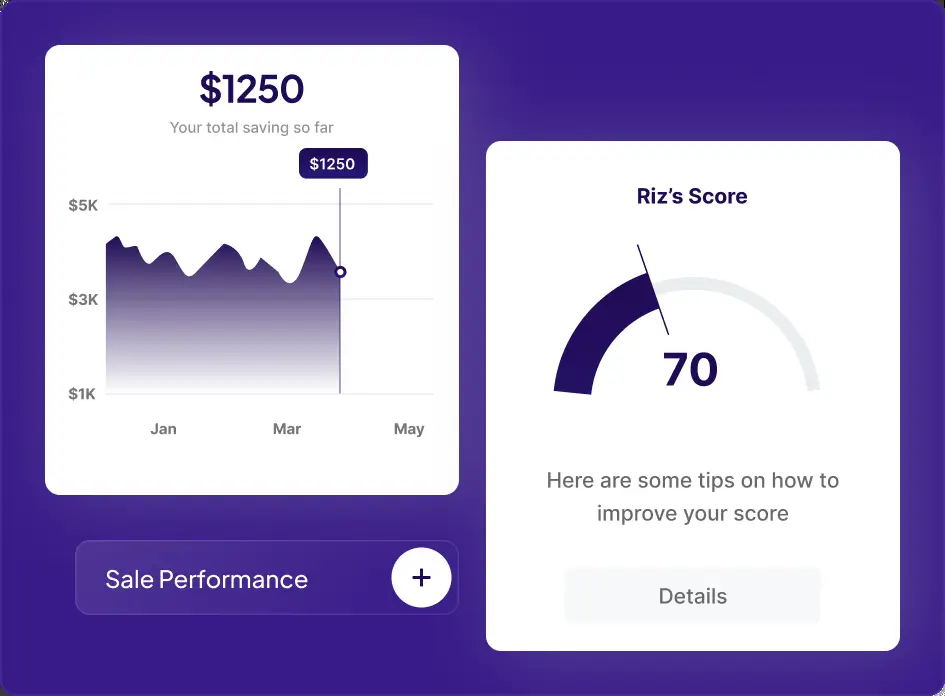 $1250
Your total saving so far
$1250
$5K
$3K
$1K
Jan Mar May
Sale Performance
+
Riz’s Score
70
Here are some tips on how to
improve your score
Details